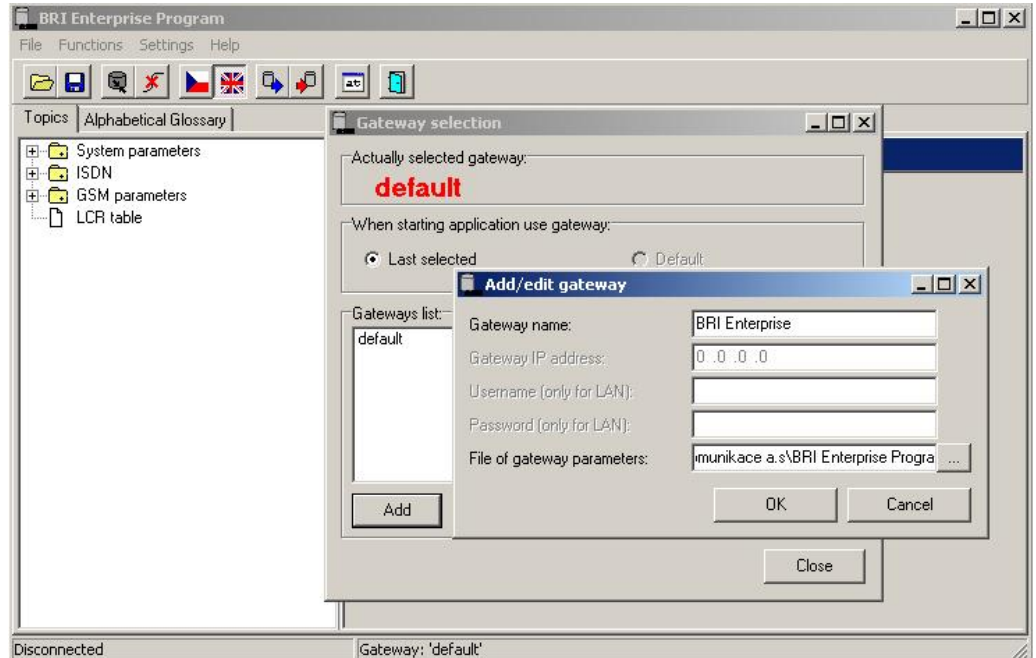 BRI Enterprise Program
File Functions Settings Help
at
Topics Alphabetical Glossary
System parameters
ISDN
GSM parameters
LCR table
Gateway selection
Actually selected gateway:
default
When starting application use gateway:
Last selected Default
Gateways list:
default
Add
Close
Add/edit gateway
Gateway name: BRI Enterprise
Gateway IP address: 0 .0 .0 .0
Username (only for LAN):
Password (only for LAN):
File of gateway parameters: munikace a.s\BRI Enterprise Progra ...
OK Cancel
Disconnected Gateway: 'default'